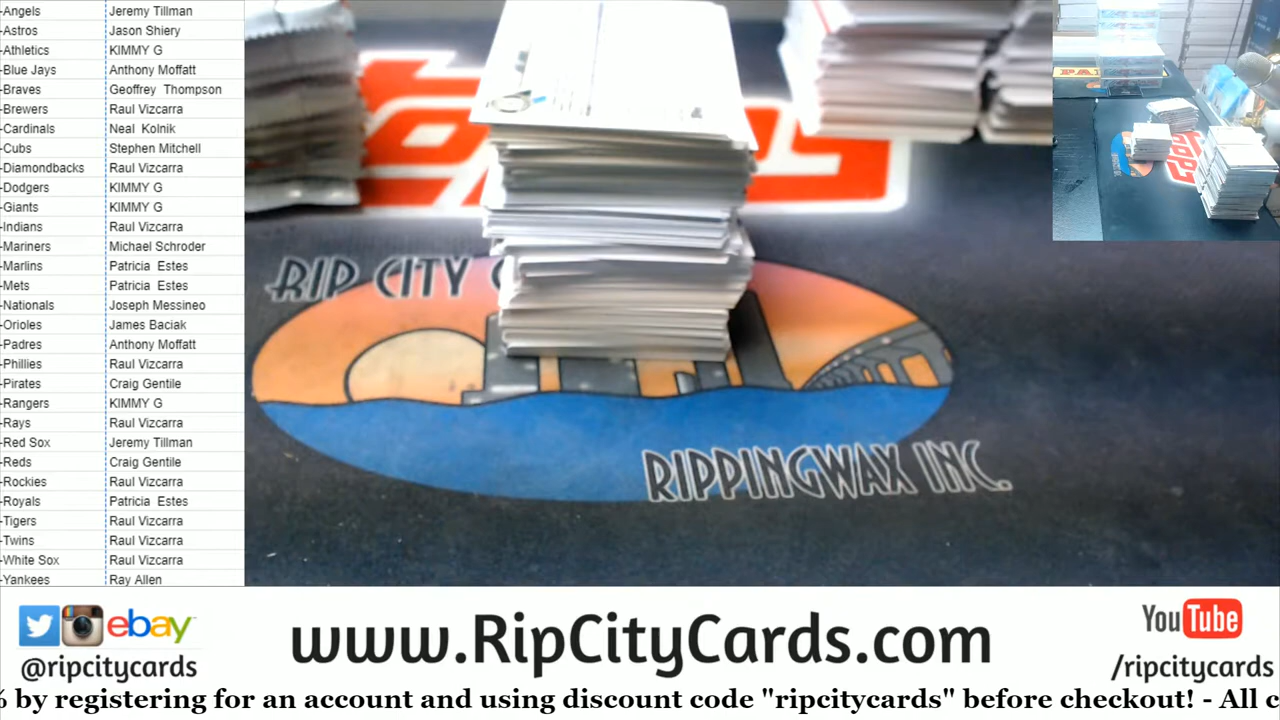 -Angels Jeremy Tillman
-Astros Jason Shiery
-Athletics KIMMY G
-Blue Jays Anthony Moffatt
-Braves Geoffrey Thompson
-Brewers Raul Vizcarra
-Cardinals Neal Kolnik
-Cubs Stephen Mitchell
-Diamondbacks Raul Vizcarra
-Dodgers KIMMY G
-Giants KIMMY G
-Indians Raul Vizcarra
-Mariners Michael Schroder
-Marlins Patricia Estes
-Mets Patricia Estes
-Nationals Joseph Messineo
-Orioles James Baciak
-Padres Anthony Moffatt
-Phillies Raul Vizcarra
-Pirates Craig Gentile
-Rangers KIMMY G
-Rays Raul Vizcarra
-Red Sox Jeremy Tillman
-Reds Craig Gentile
-Rockies Raul Vizcarra
-Royals Patricia Estes
-Tigers Raul Vizcarra
-Twins Raul Vizcarra
-White Sox Raul Vizcarra
-Yankees Ray Allen
RIP CITY
RIPPINGWAX INC.
ebay
@ripcitycards
www.RipCityCards.com
YouTube
/ripcitycards
% by registering for an account and using discount code "ripcitycards" before checkout! - All